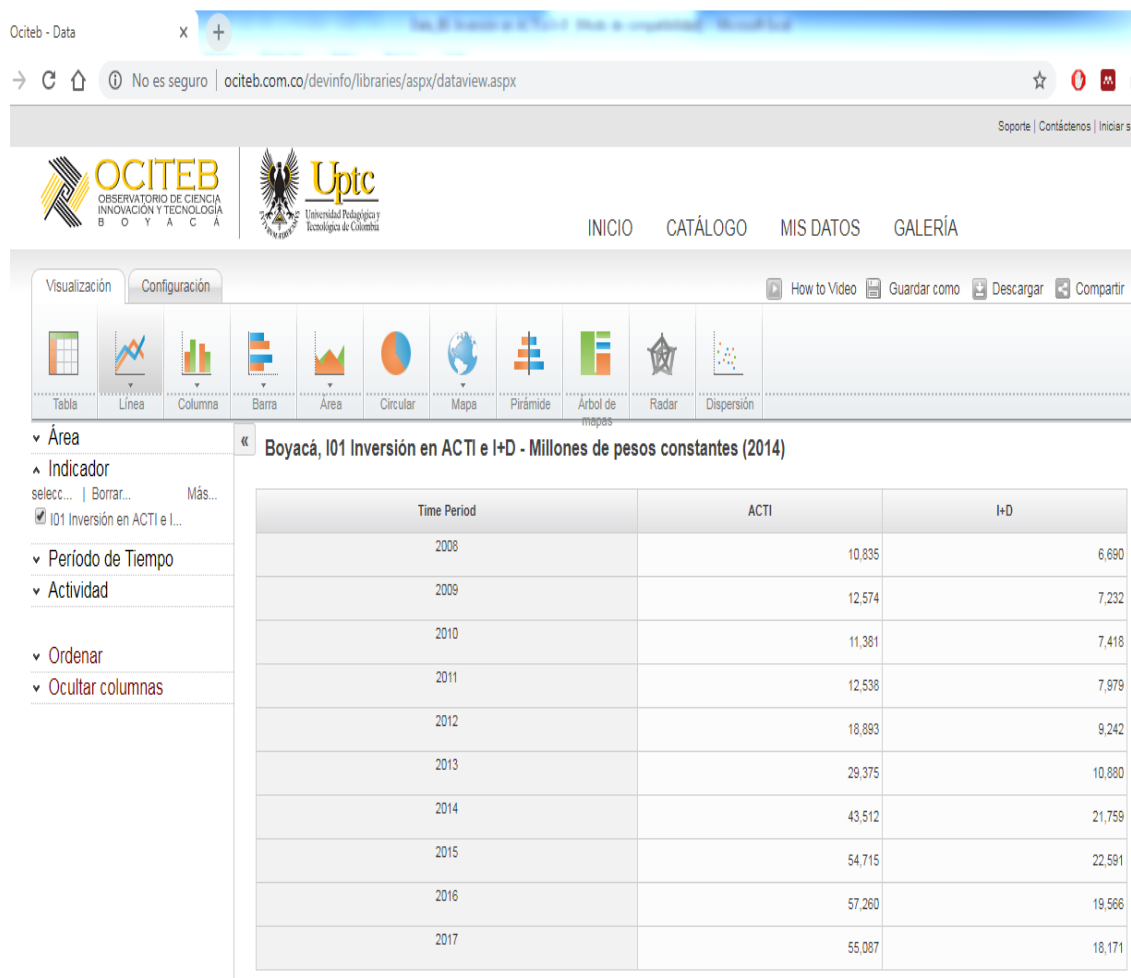 Ociteb - Data
No es seguro | ociteb.com.co/devinfo/libraries/aspx/dataview.aspx
Soporte | Contáctenos | Iniciar s
OCITEB
OBSERVATORIO DE CIENCIA
INNOVACIÓN Y TECNOLOGÍA
BOYACÁ
Uptc
Universidad Pedagógica y
Tecnológica de Colombia
INICIO CATÁLOGO MIS DATOS GALERÍA
Visualización Configuración
How to Video Guardar como Descargar Compartir
Tabla Línea Columna Barra Área Circular Mapa Pirámide Árbol de mapas Radar Dispersión
Área
Indicador
selecc... | Borrar... Más...
I01 Inversión en ACTI e I...
Período de Tiempo
Actividad
Ordenar
Ocultar columnas
Boyacá, I01 Inversión en ACTI e I+D - Millones de pesos constantes (2014)
Time Period ACTI I+D
2008 10,835 6,690
2009 12,574 7,232
2010 11,381 7,418
2011 12,538 7,979
2012 18,893 9,242
2013 29,375 10,880
2014 43,512 21,759
2015 54,715 22,591
2016 57,260 19,566
2017 55,087 18,171